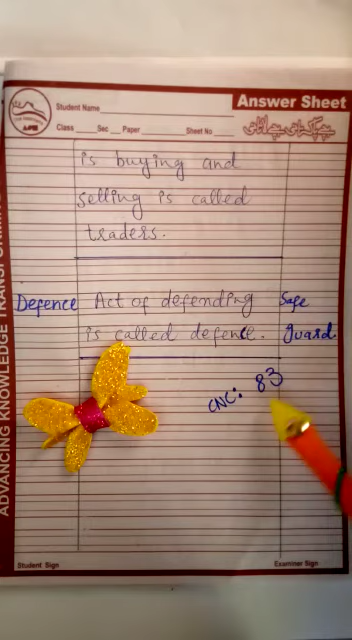 Answer Sheet
Student Name
Class Sec Paper Sheet No
is buying and
selling is called
traders.
Defence Act of defending Safe
is called defence. guard.
CNC: 83
ADVANCING KNOWLEDGE TRANSFORMIN
Student Sign Examiner Sign